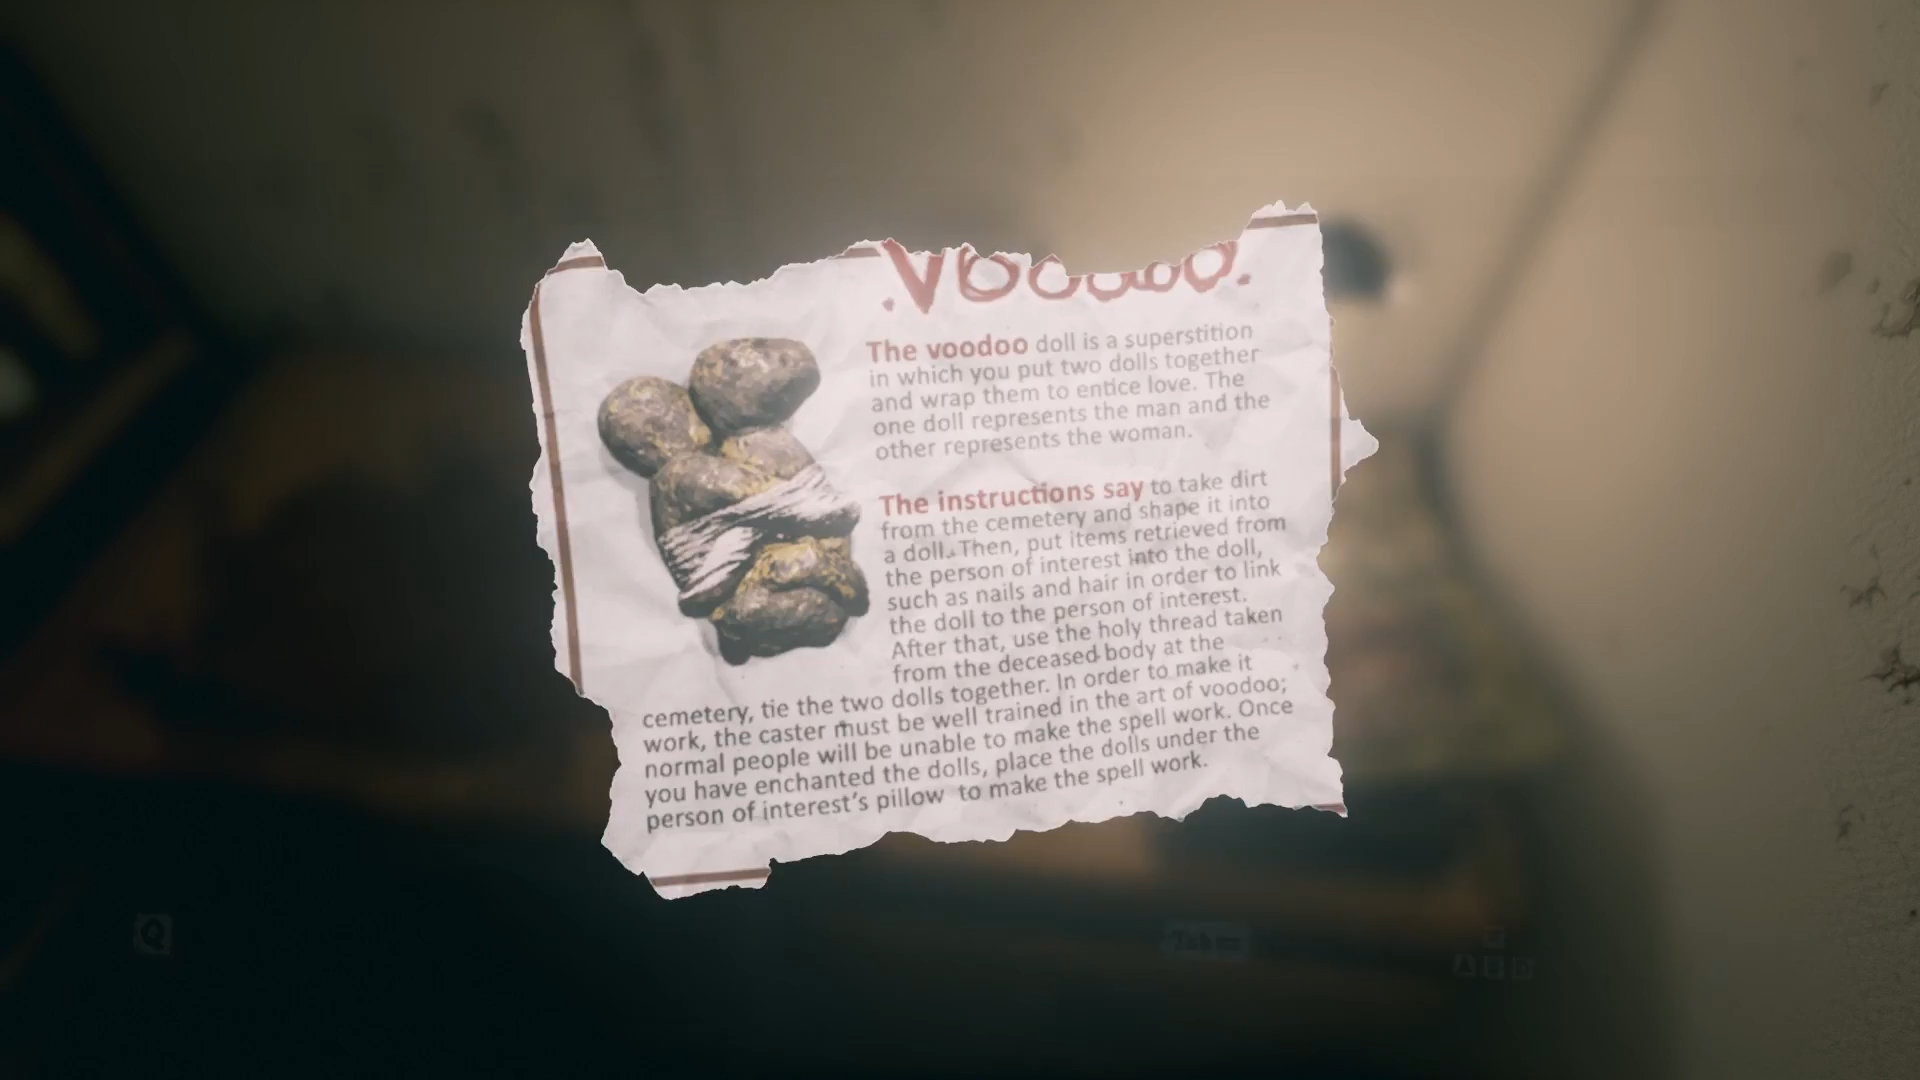 .VOODOO.
The voodoo doll is a superstition
in which you put two dolls together
and wrap them to entice love. The
one doll represents the man and the
other represents the woman.
The instructions say to take dirt
from the cemetery and shape it into
a doll. Then, put items retrieved from
the person of interest into the doll,
such as nails and hair in order to link
the doll to the person of interest.
After that, use the holy thread taken
from the deceased body at the
cemetery, tie the two dolls together. In order to make it
work, the caster must be well trained in the art of voodoo;
normal people will be unable to make the spell work. Once
you have enchanted the dolls, place the dolls under the
person of interest's pillow to make the spell work.
Q
A S D